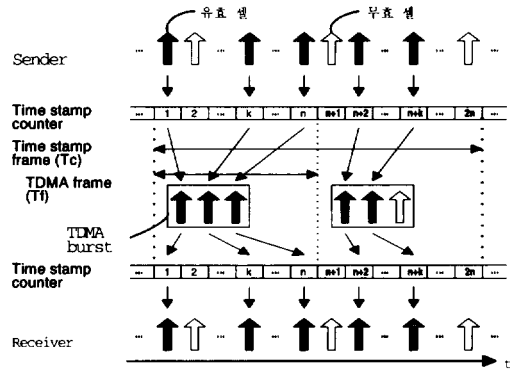 유효 셀 무효 셀
... ... ... ... ... ...
Sender
Time stamp counter
... 1 2 ... k ... n n+1 n+2 ... n+k ... 2n ...
Time stamp frame (Tc)
TDMA frame (Tf)
TDMA burst
Time stamp counter
... 1 2 ... k ... n n+1 n+2 ... n+k ... 2n ...
Receiver
... ... ... ... ... ...
t